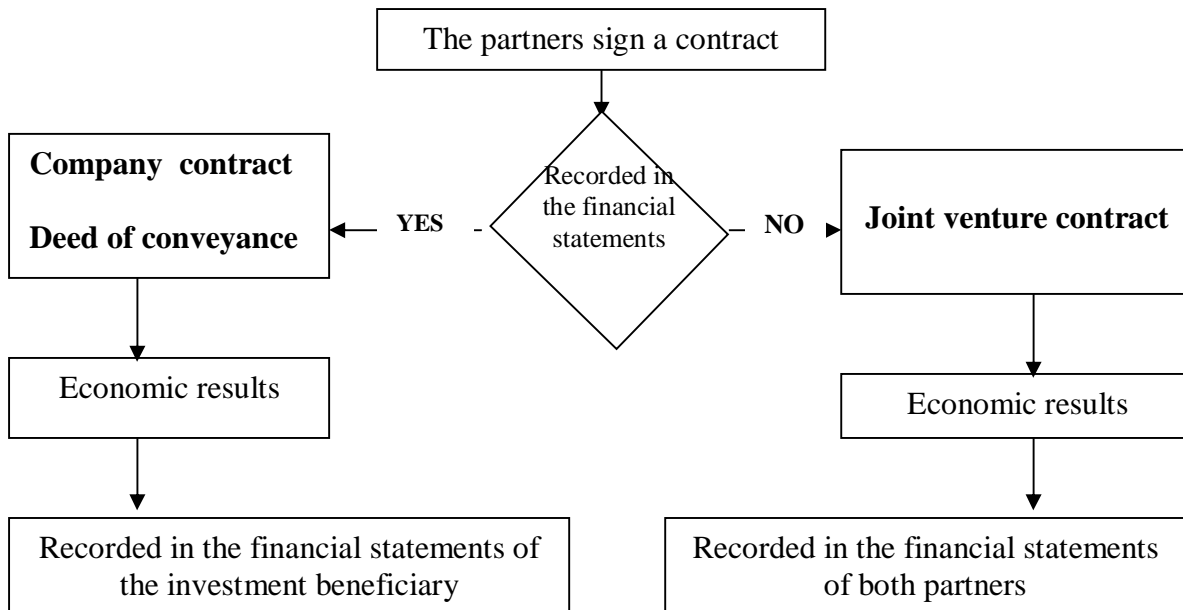 The partners sign a contract
Recorded in
the financial
statements
Company contract
Deed of conveyance
YES
NO
Joint venture contract
Economic results
Economic results
Recorded in the financial statements of
the investment beneficiary
Recorded in the financial statements
of both partners